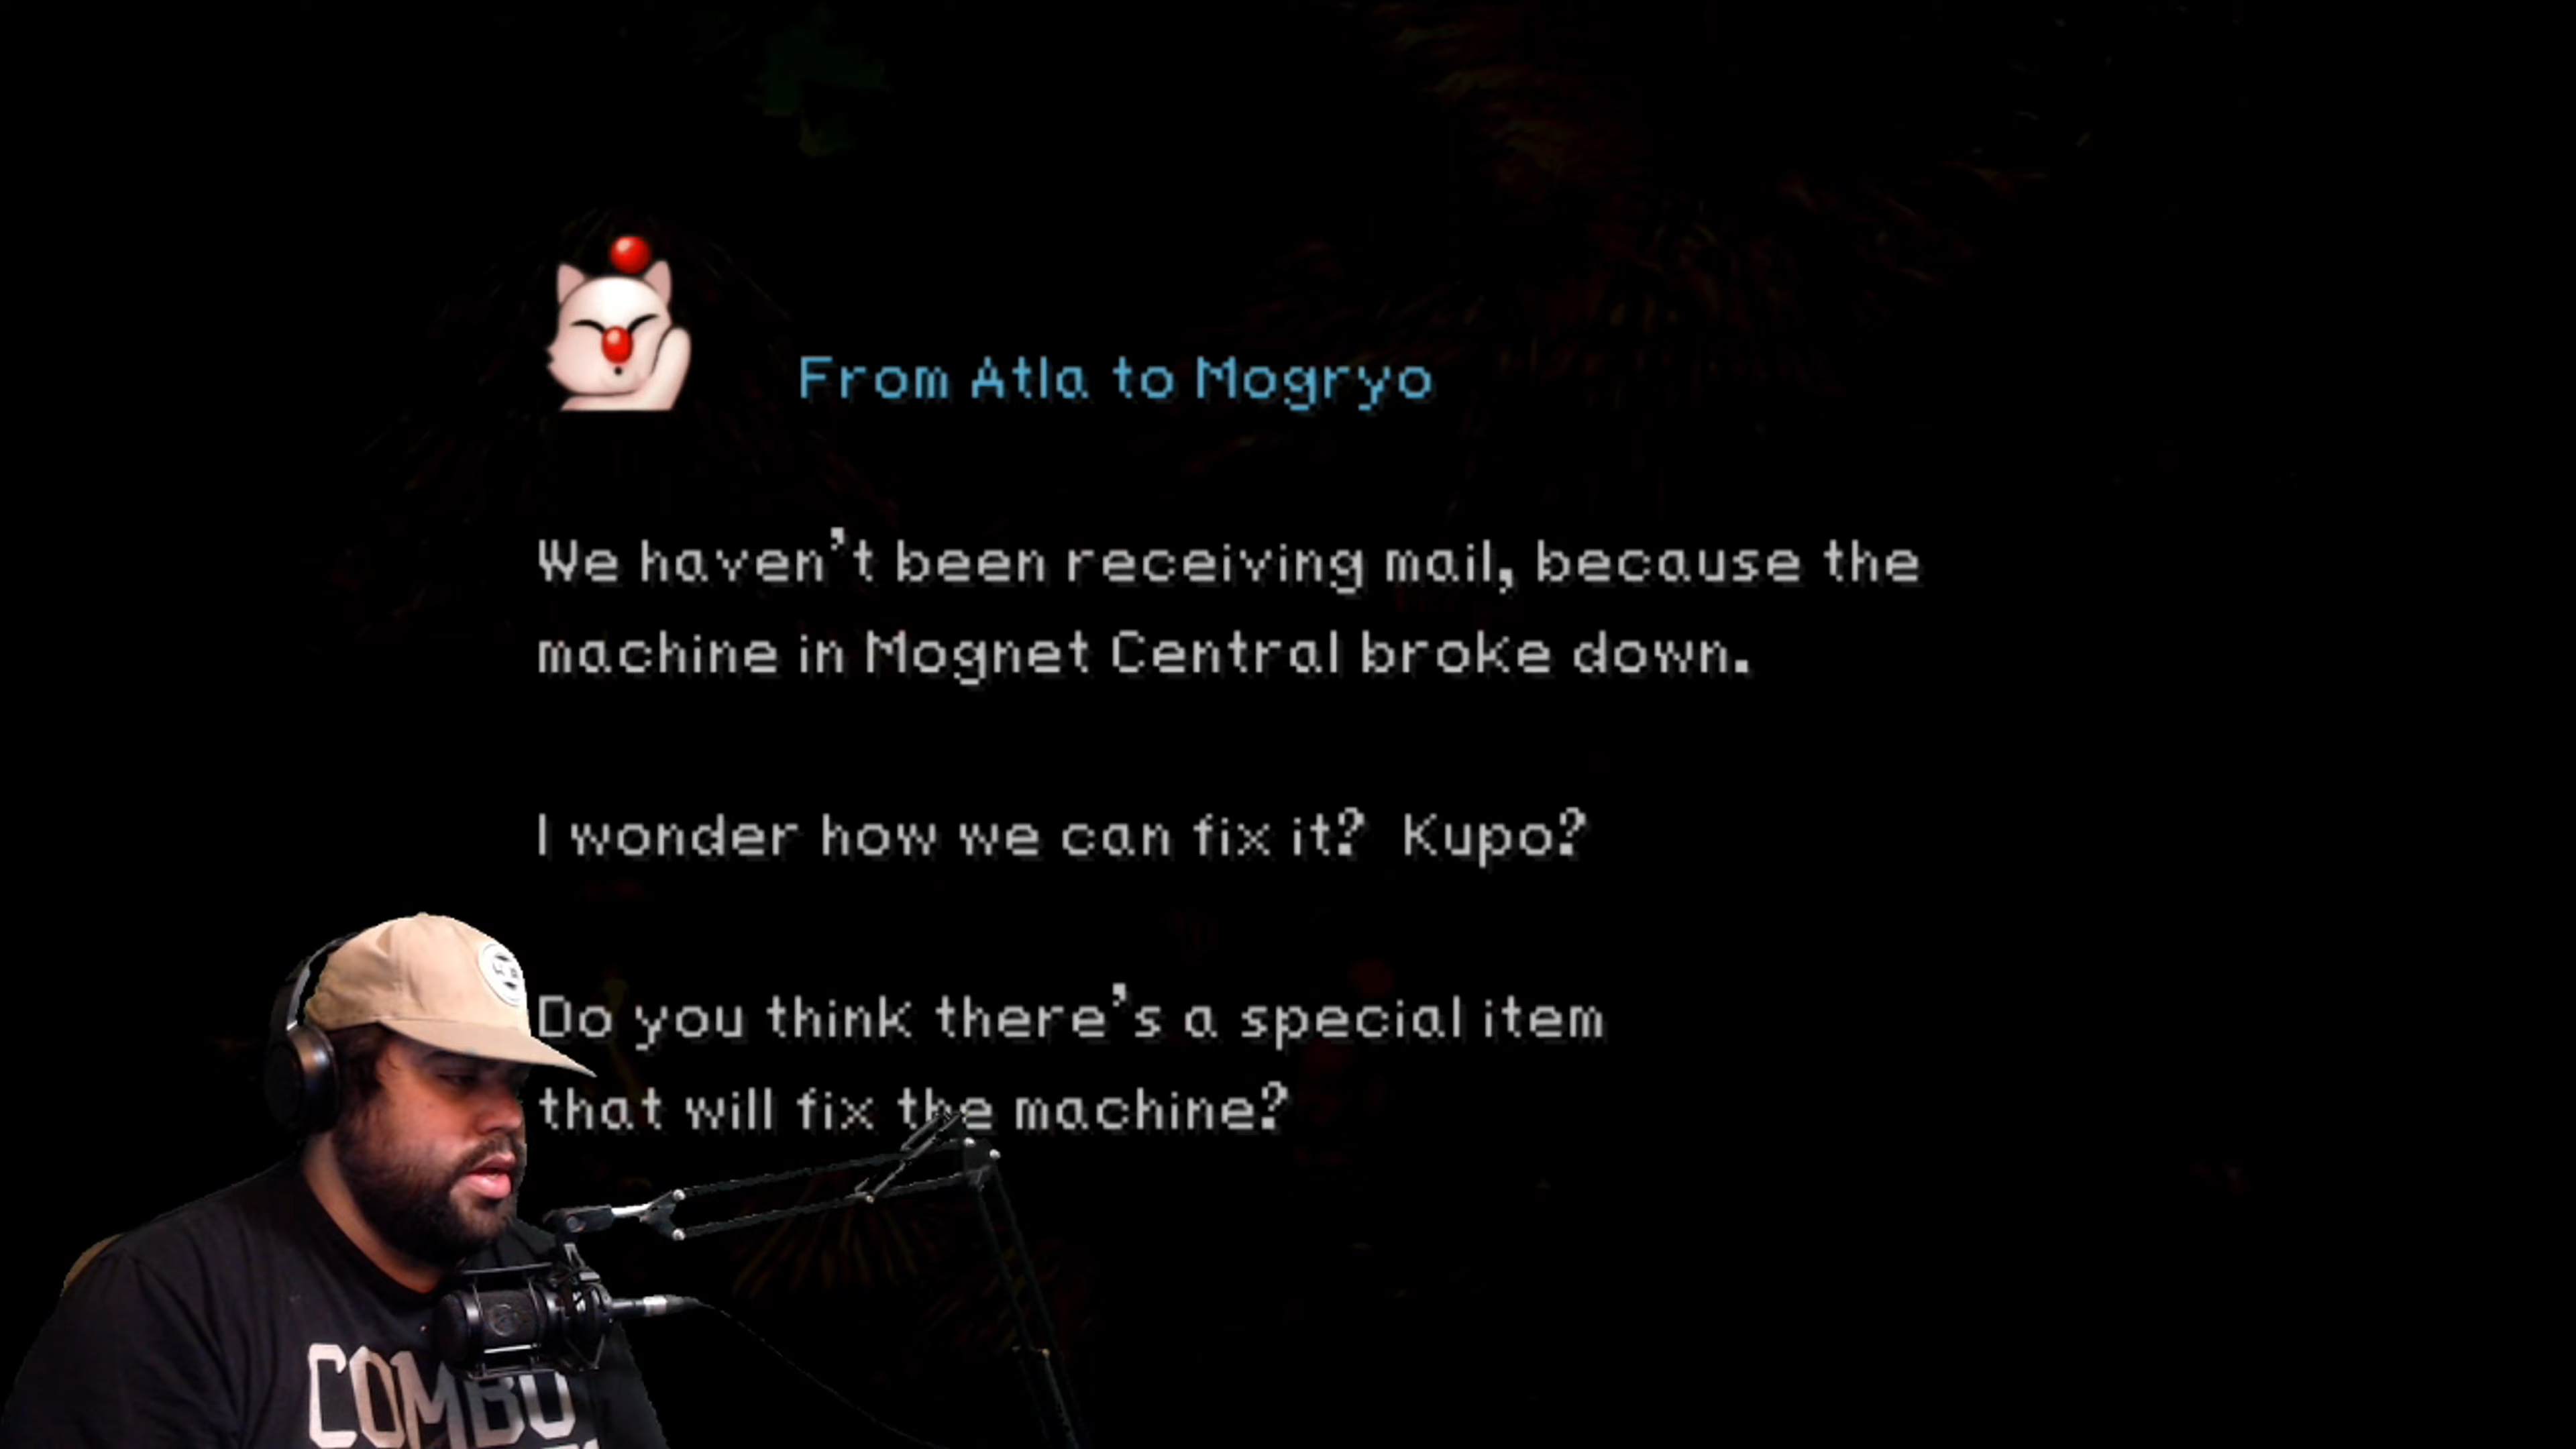 From Atla to Mogryo
We haven't been receiving mail, because the
machine in Mognet Central broke down.
I wonder how we can fix it?  Kupo?
Do you think there's a special item
that will fix the machine?
COMBO